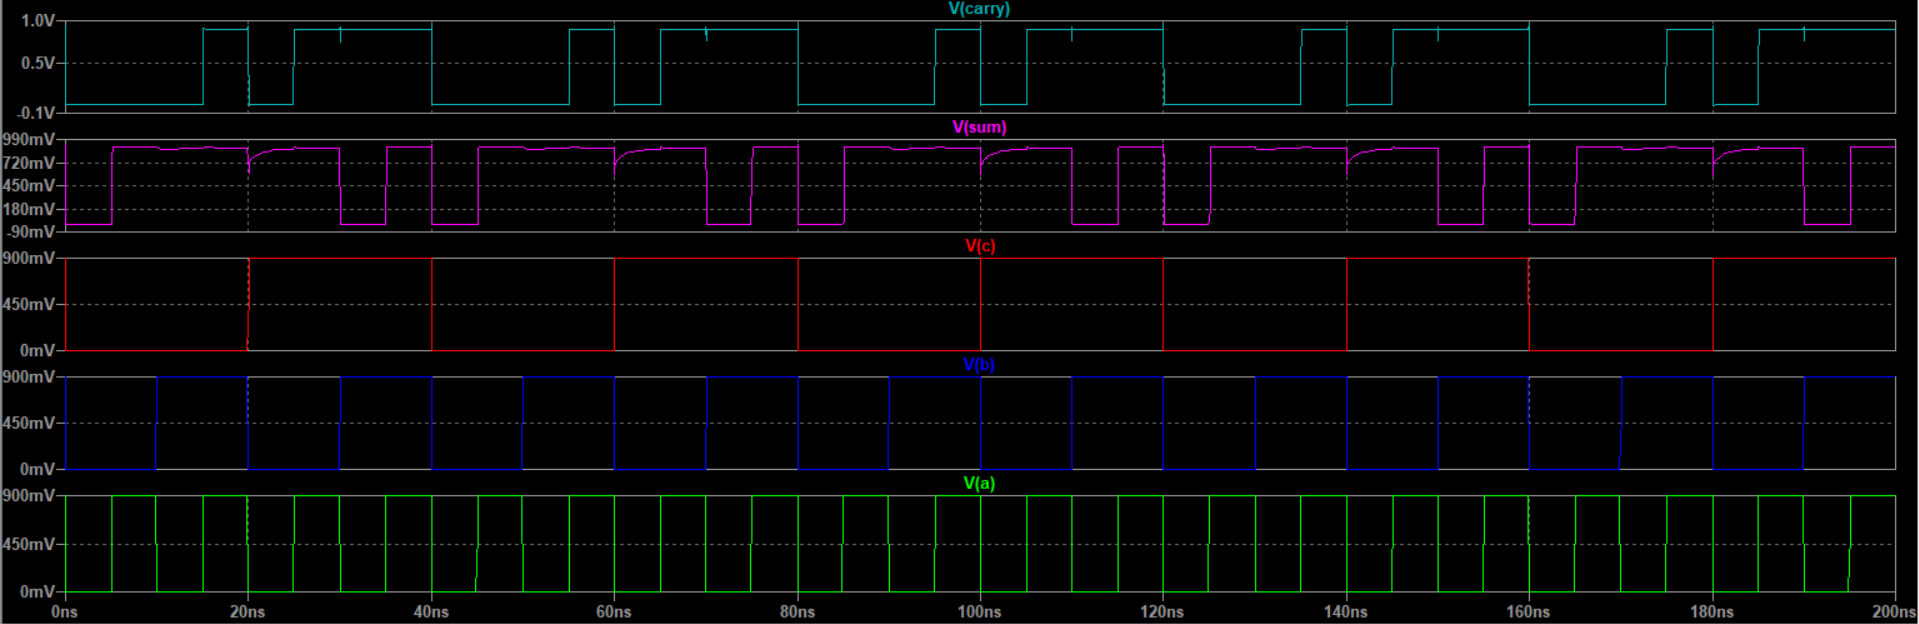 V(carry)
1.0V
0.5V
-0.1V
V(sum)
990mV
720mV
450mV
180mV
-90mV
V(c)
900mV
450mV
0mV
V(b)
900mV
450mV
0mV
V(a)
900mV
450mV
0mV
0ns 20ns 40ns 60ns 80ns 100ns 120ns 140ns 160ns 180ns 200ns